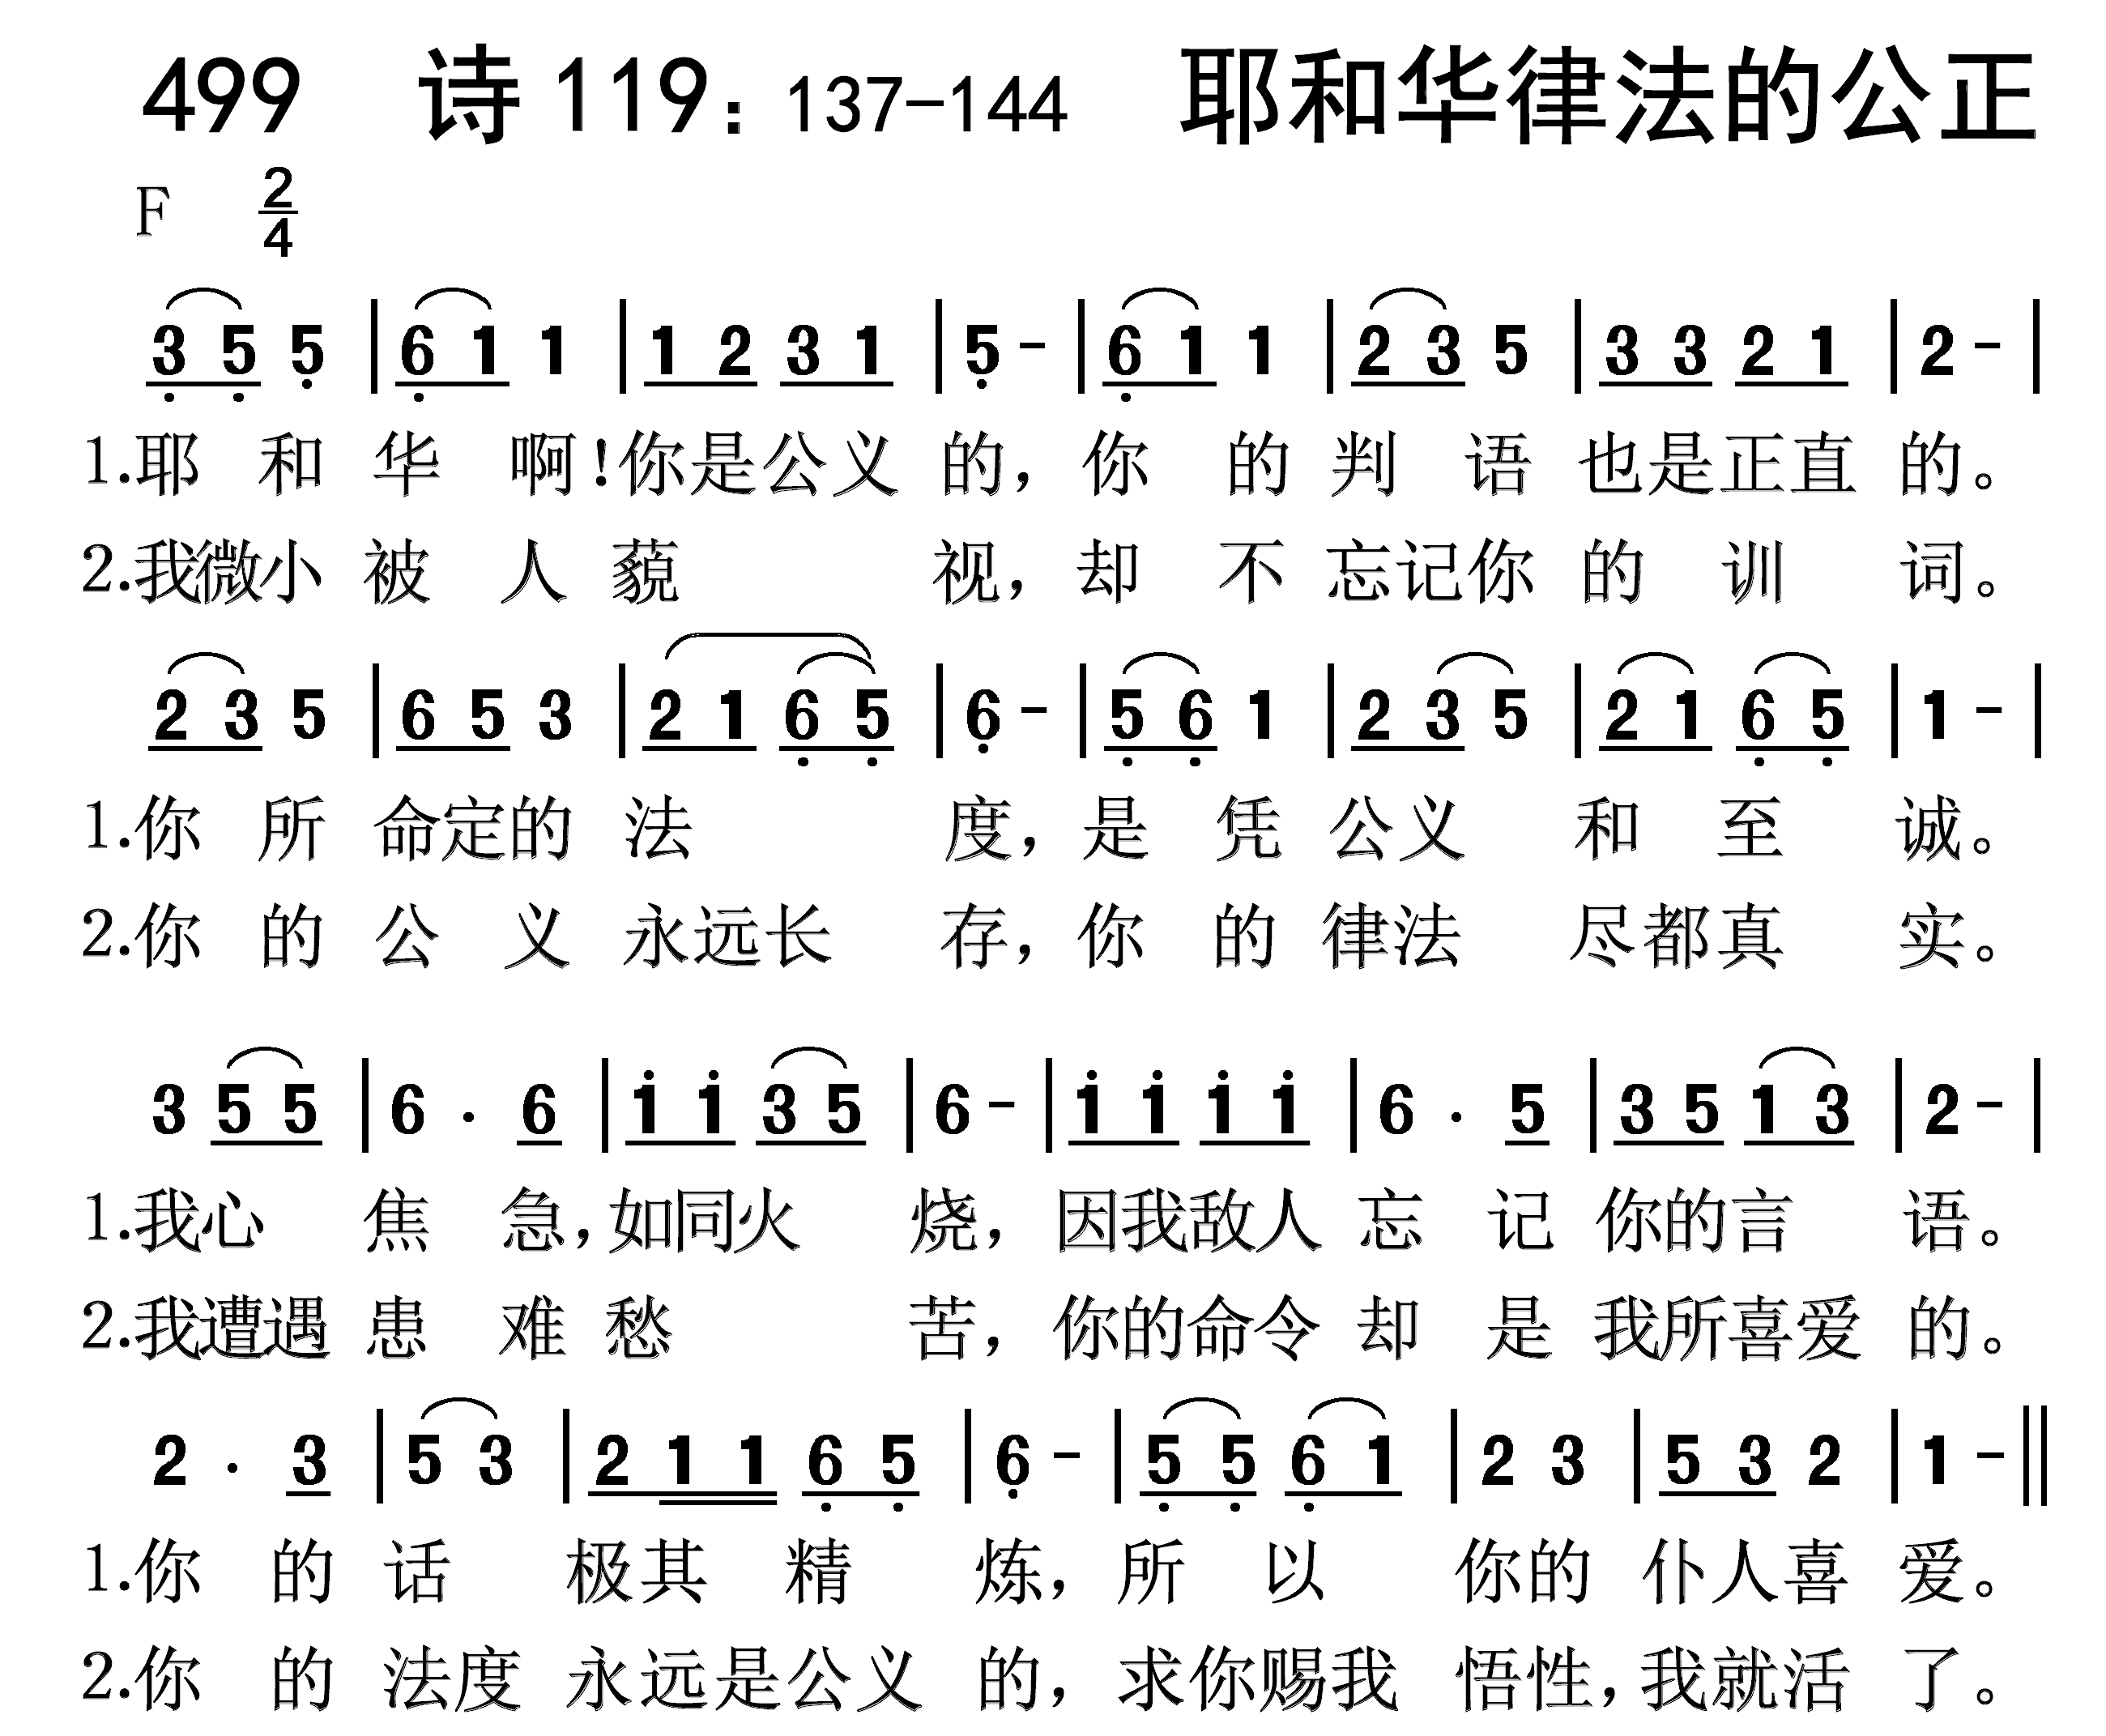 499 诗119：137-144 耶和华律法的公正
F 2/4
3 5 5 | 6 1 1 | 1 2 3 1 | 5 - | 6 1 1 | 2 3 5 | 3 3 2 1 | 2 - |
1.耶和华啊!你是公义的，你的判语也是正直的。
2.我微小被人藐视，却不忘记你的训词。
2 3 5 | 6 5 3 | 2 1 6 5 | 6 - | 5 6 1 | 2 3 5 | 2 1 6 5 | 1 - |
1.你所命定的法度，是凭公义和至诚。
2.你的公义永远长存，你的律法尽都真实。
3 5 5 | 6 · 6 | i i 3 5 | 6 - | i i i i | 6 · 5 | 3 5 1 3 | 2 - |
1.我心焦急，如同火烧，因我敌人忘记你的言语。
2.我遭遇患难愁苦，你的命令却是我所喜爱的。
2 · 3 | 5 3 | 2 1 1 6 5 | 6 - | 5 5 6 1 | 2 3 | 5 3 2 | 1 - ||
1.你的话极其精炼，所以你的仆人喜爱。
2.你的法度永远是公义的，求你赐我悟性，我就活了。